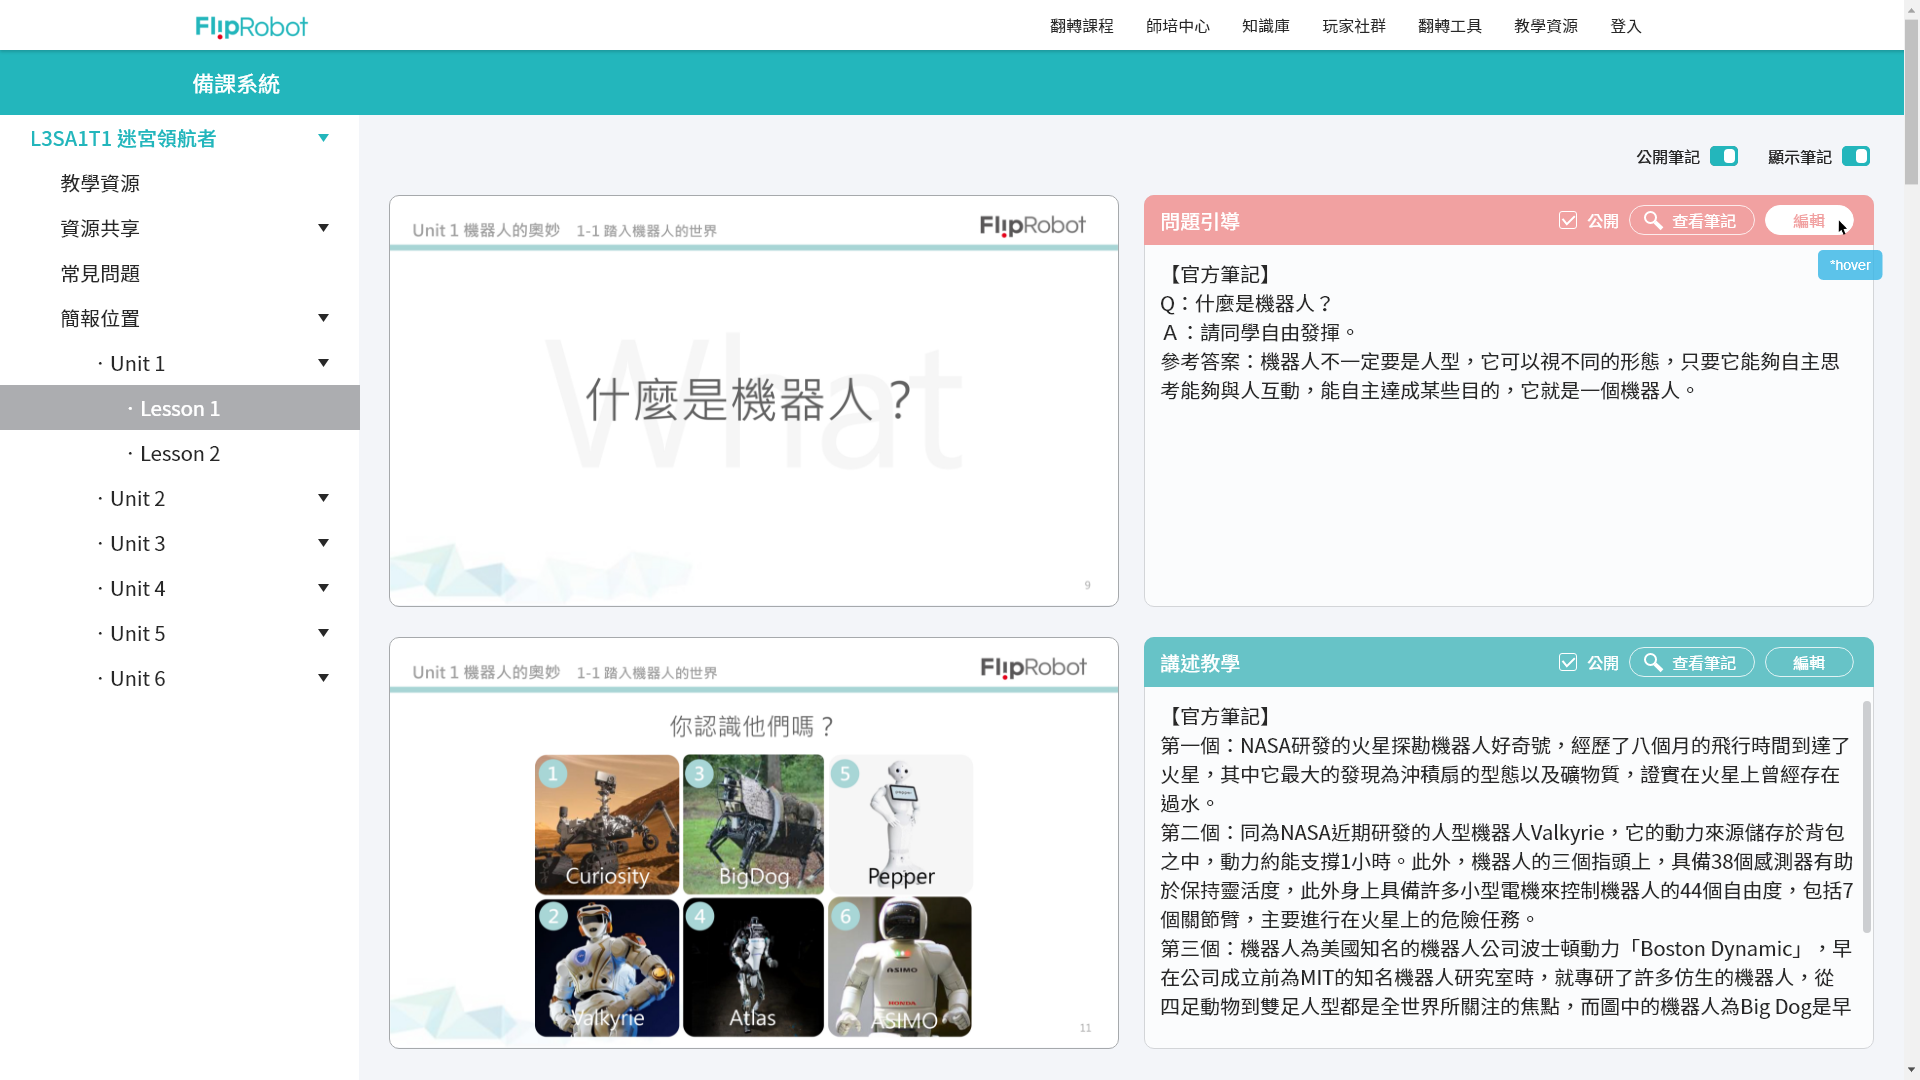 FlipRobot
翻轉課程 師培中心 知識庫 玩家社群 翻轉工具 教學資源 登入
備課系統
L3SA1T1 迷宮領航者
教學資源
資源共享
常見問題
簡報位置
· Unit 1
· Lesson 1
· Lesson 2
· Unit 2
· Unit 3
· Unit 4
· Unit 5
· Unit 6
公開筆記 顯示筆記
Unit 1 機器人的奧妙 1-1 踏入機器人的世界 FlipRobot
What
什麼是機器人？
9
問題引導 公開 查看筆記 編輯
*hover
【官方筆記】
Q：什麼是機器人？
Ａ：請同學自由發揮。
參考答案：機器人不一定要是人型，它可以視不同的形態，只要它能夠自主思
考能夠與人互動，能自主達成某些目的，它就是一個機器人。
Unit 1 機器人的奧妙 1-1 踏入機器人的世界 FlipRobot
你認識他們嗎？
1 3 5
Curiosity BigDog Pepper
2 4 6
Valkyrie Atlas ASIMO
ASIMO
HONDA
11
講述教學 公開 查看筆記 編輯
【官方筆記】
第一個：NASA研發的火星探勘機器人好奇號，經歷了八個月的飛行時間到達了
火星，其中它最大的發現為沖積扇的型態以及礦物質，證實在火星上曾經存在
過水。
第二個：同為NASA近期研發的人型機器人Valkyrie，它的動力來源儲存於背包
之中，動力約能支撐1小時。此外，機器人的三個指頭上，具備38個感測器有助
於保持靈活度，此外身上具備許多小型電機來控制機器人的44個自由度，包括7
個關節臂，主要進行在火星上的危險任務。
第三個：機器人為美國知名的機器人公司波士頓動力「Boston Dynamic」，早
在公司成立前為MIT的知名機器人研究室時，就專研了許多仿生的機器人，從
四足動物到雙足人型都是全世界所關注的焦點，而圖中的機器人為Big Dog是早